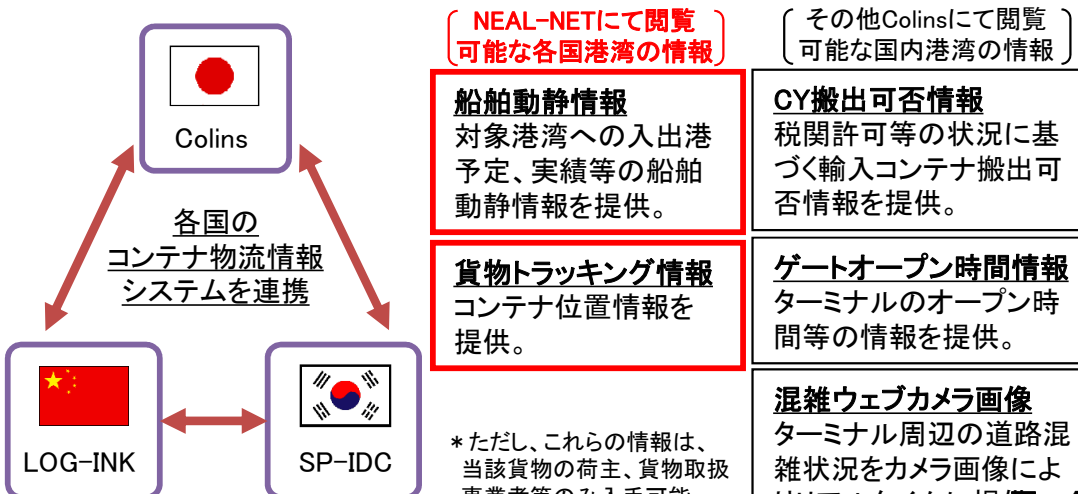 Colins
各国の
コンテナ物流情報
システムを連携
LOG-INK
SP-IDC
NEAL-NETにて閲覧
可能な各国港湾の情報
船舶動静情報
対象港湾への入出港
予定、実績等の船舶
動静情報を提供。
貨物トラッキング情報
コンテナ位置情報を
提供。
*ただし、これらの情報は、
当該貨物の荷主、貨物取扱
事業者等のみ入手可能
その他Colinsにて閲覧
可能な国内港湾の情報
CY搬出可否情報
税関許可等の状況に基
づく輸入コンテナ搬出可
否情報を提供。
ゲートオープン時間情報
ターミナルのオープン時
間等の情報を提供。
混雑ウェブカメラ画像
ターミナル周辺の道路混
雑状況をカメラ画像によ